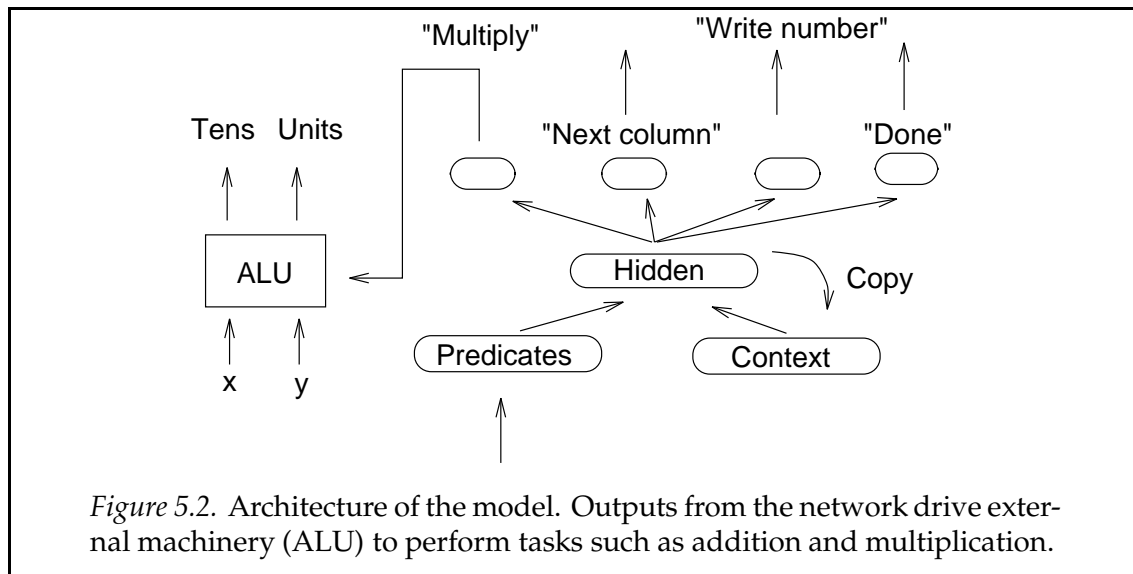 "Multiply"
"Write number"
Tens
Units
"Next column"
"Done"
ALU
Hidden
Copy
Predicates
Context
x
y
Figure 5.2. Architecture of the model. Outputs from the network drive exter-
nal machinery (ALU) to perform tasks such as addition and multiplication.